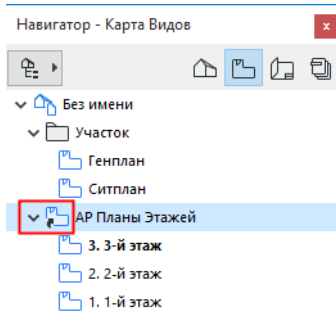 Навигатор - Карта Видов
Без имени
Участок
Генплан
Ситплан
АР Планы Этажей
3. 3-й этаж
2. 2-й этаж
1. 1-й этаж